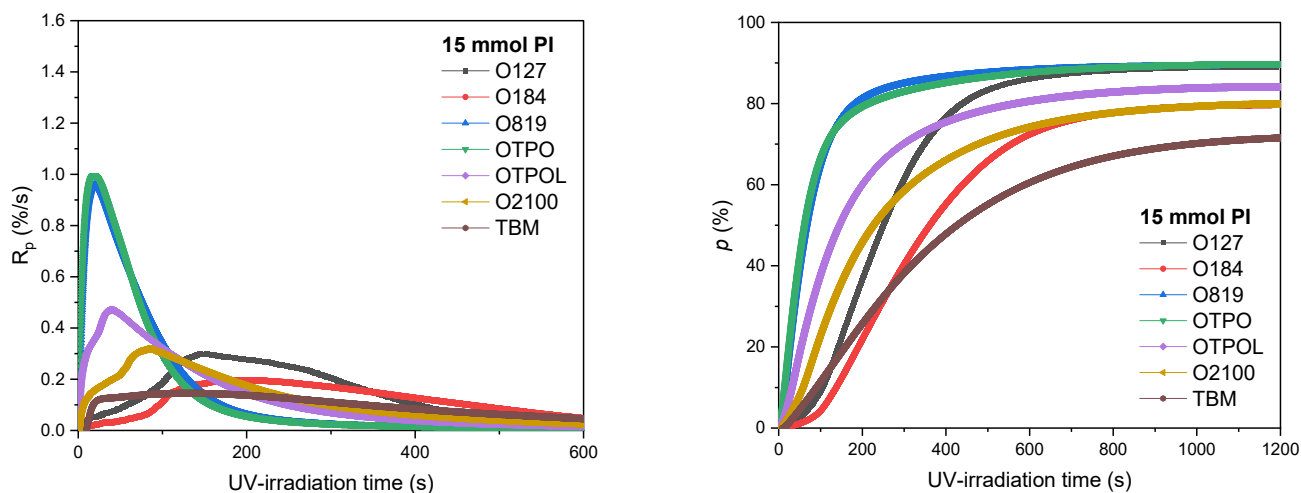 1.6
1.4
1.2
1.0
0.8
0.6
0.4
0.2
0.0
Rp (%/s)
0
200
400
600
UV-irradiation time (s)
15 mmol PI
O127
O184
O819
OTPO
OTPOL
O2100
TBM
100
80
60
40
20
0
p (%)
0
200
400
600
800
1000
1200
UV-irradiation time (s)
15 mmol PI
O127
O184
O819
OTPO
OTPOL
O2100
TBM